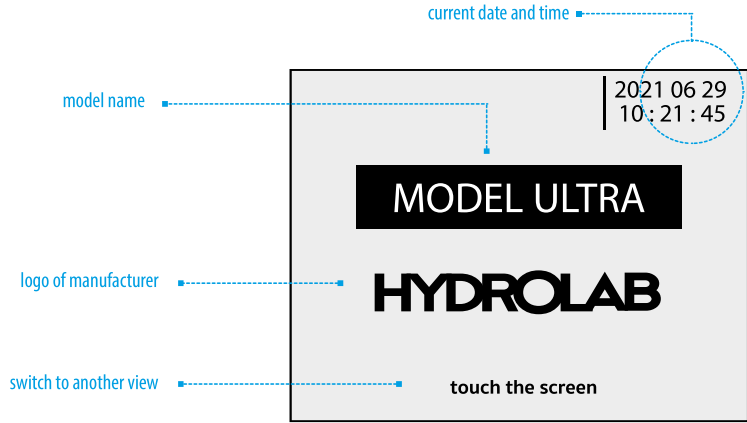 current date and time
2021 06 29
model name
10 : 21 : 45
MODEL ULTRA
logo of manufacturer
HYDROLAB
switch to another view
touch the screen